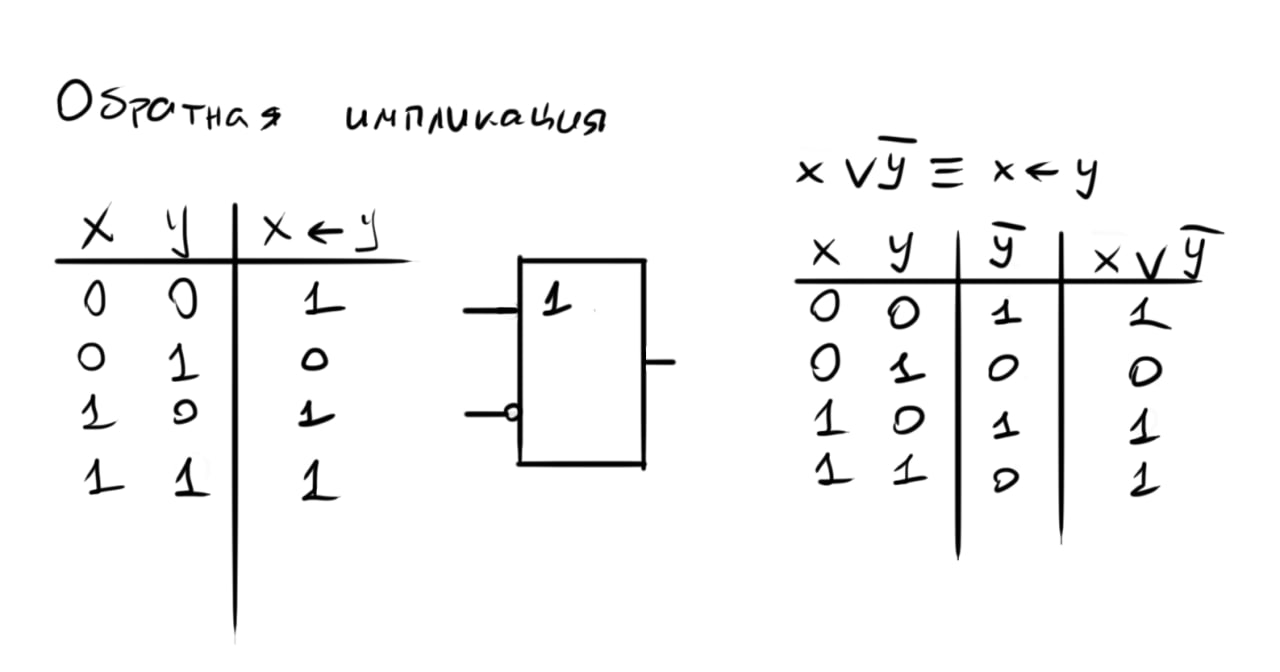 Обратная импликация
x y x ← y
0 0 1
0 1 0
1 0 1
1 1 1
1
x ∨ y̅ ≡ x ← y
x y y̅ x ∨ y̅
0 0 1 1
0 1 0 0
1 0 1 1
1 1 0 1